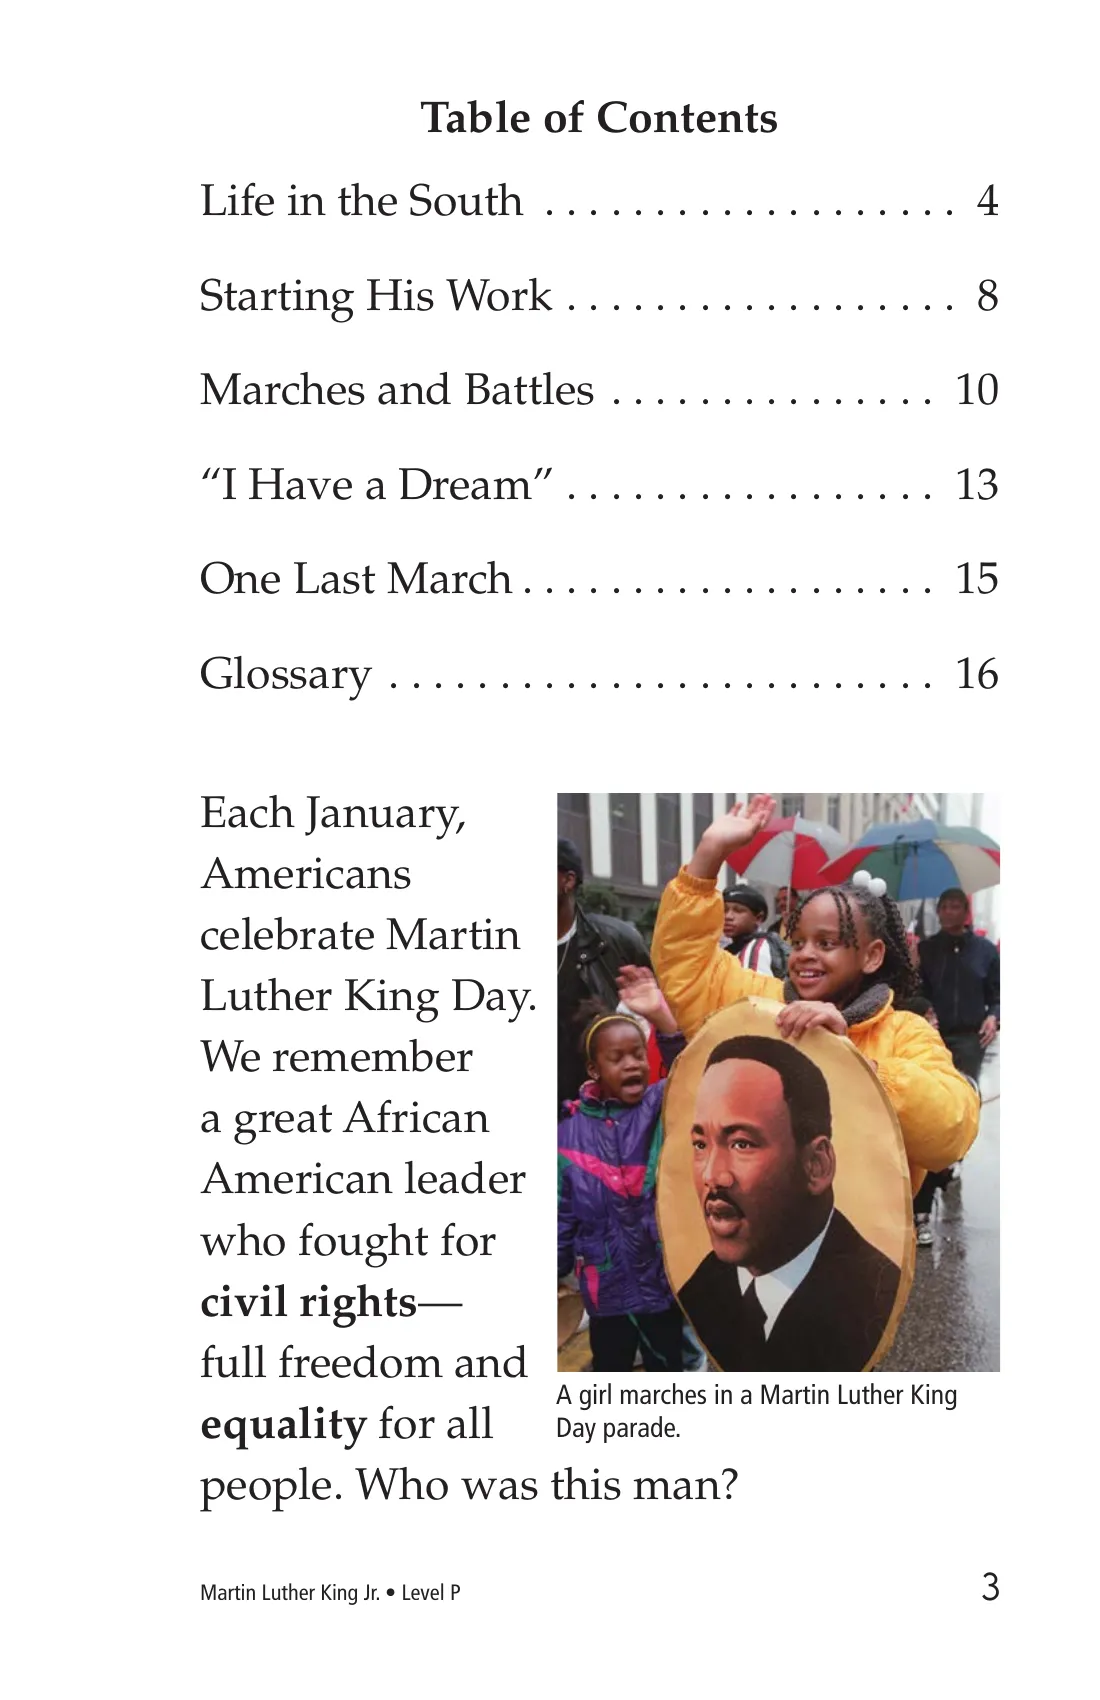 Table of Contents
Life in the South . . . . . . . . . . . . . . . . . . . 4
Starting His Work . . . . . . . . . . . . . . . . . . 8
Marches and Battles . . . . . . . . . . . . . . . 10
“I Have a Dream” . . . . . . . . . . . . . . . . . 13
One Last March . . . . . . . . . . . . . . . . . . . 15
Glossary . . . . . . . . . . . . . . . . . . . . . . . . . 16
Each January,
Americans
celebrate Martin
Luther King Day.
We remember
a great African
American leader
who fought for
civil rights—
full freedom and
equality for all
people. Who was this man?
A girl marches in a Martin Luther King
Day parade.
Martin Luther King Jr. • Level P
3